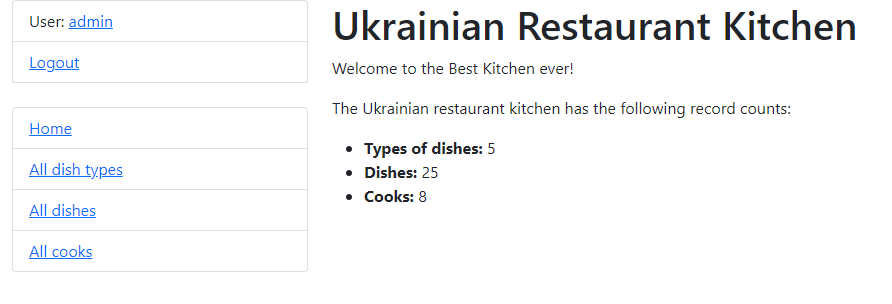 User: admin
Logout
Home
All dish types
All dishes
All cooks
Ukrainian Restaurant Kitchen
Welcome to the Best Kitchen ever!
The Ukrainian restaurant kitchen has the following record counts:
Types of dishes: 5
Dishes: 25
Cooks: 8